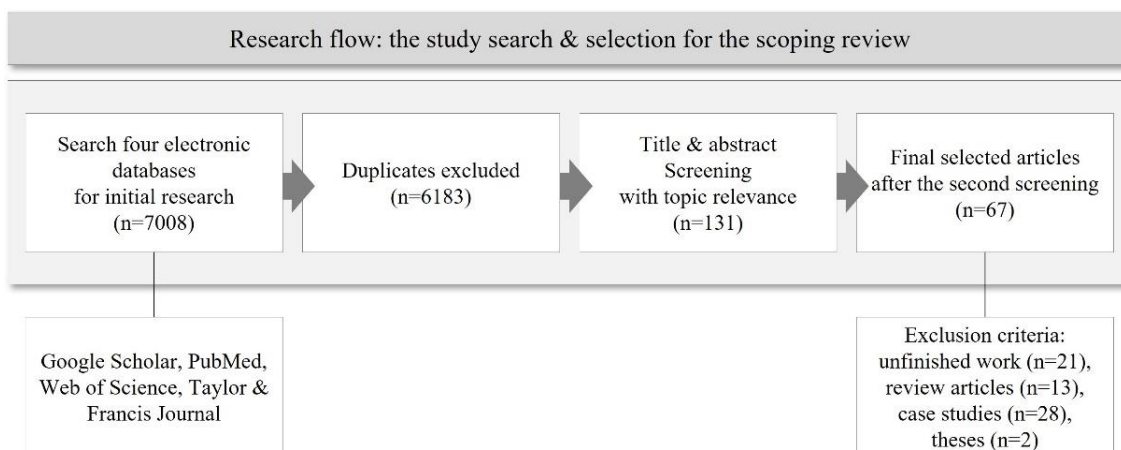 Research flow: the study search & selection for the scoping review
Search four electronic
databases
for initial research
(n=7008)
Duplicates excluded
(n=6183)
Title & abstract
Screening
with topic relevance
(n=131)
Final selected articles
after the second screening
(n=67)
Google Scholar, PubMed,
Web of Science, Taylor &
Francis Journal
Exclusion criteria:
unfinished work (n=21),
review articles (n=13),
case studies (n=28),
theses (n=2)